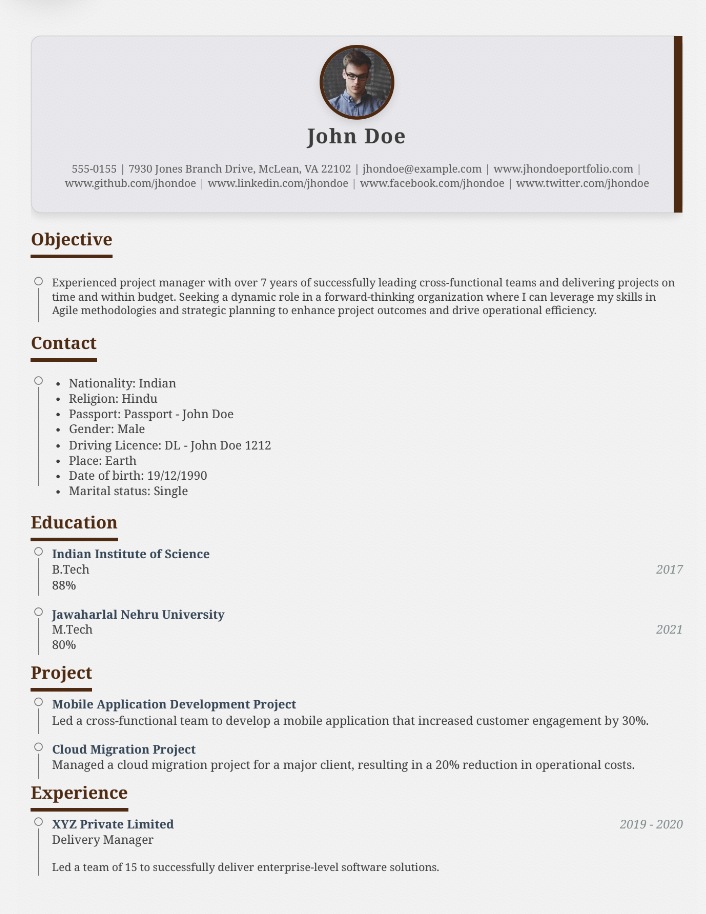 John Doe
555-0155 | 7930 Jones Branch Drive, McLean, VA 22102 | jhondoe@example.com | www.jhondoeportfolio.com |
www.github.com/jhondoe | www.linkedin.com/jhondoe | www.facebook.com/jhondoe | www.twitter.com/jhondoe
Objective
Experienced project manager with over 7 years of successfully leading cross-functional teams and delivering projects on
time and within budget. Seeking a dynamic role in a forward-thinking organization where I can leverage my skills in
Agile methodologies and strategic planning to enhance project outcomes and drive operational efficiency.
Contact
• Nationality: Indian
• Religion: Hindu
• Passport: Passport - John Doe
• Gender: Male
• Driving Licence: DL - John Doe 1212
• Place: Earth
• Date of birth: 19/12/1990
• Marital status: Single
Education
Indian Institute of Science
B.Tech 2017
88%
Jawaharlal Nehru University
M.Tech 2021
80%
Project
Mobile Application Development Project
Led a cross-functional team to develop a mobile application that increased customer engagement by 30%.
Cloud Migration Project
Managed a cloud migration project for a major client, resulting in a 20% reduction in operational costs.
Experience
XYZ Private Limited 2019 - 2020
Delivery Manager
Led a team of 15 to successfully deliver enterprise-level software solutions.